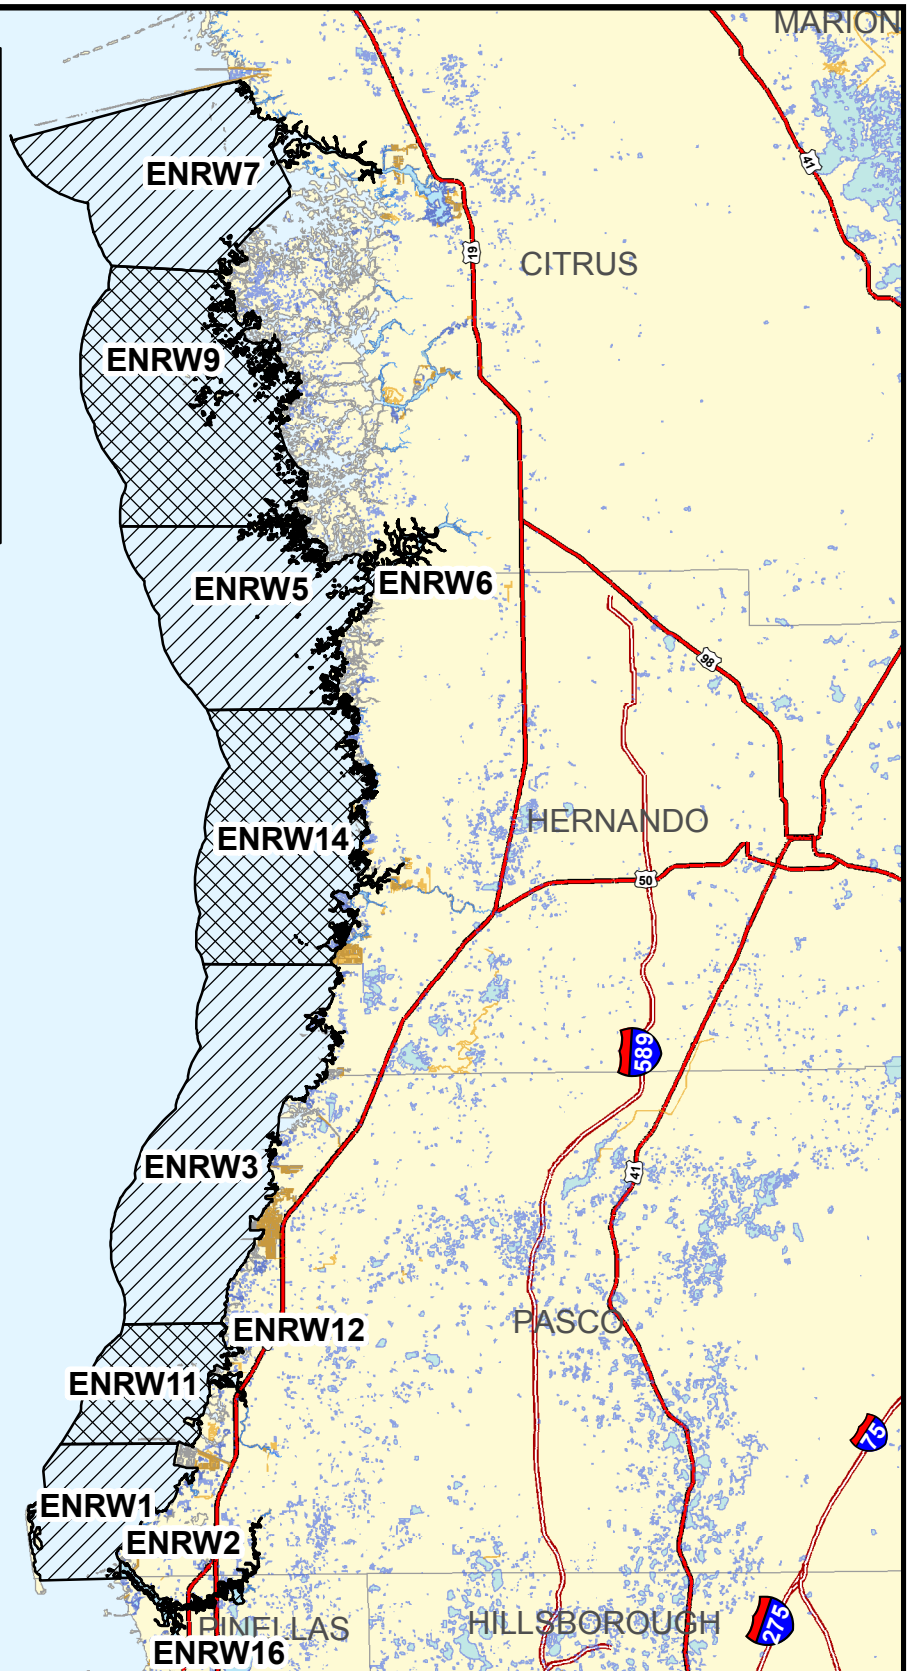 MARION
41
ENRW7
19
CITRUS
ENRW9
ENRW5
ENRW6
98
ENRW14
HERNANDO
50
589
ENRW3
41
PASCO
ENRW12
ENRW11
75
ENRW1
ENRW2
275
PINELLAS
HILLSBOROUGH
ENRW16